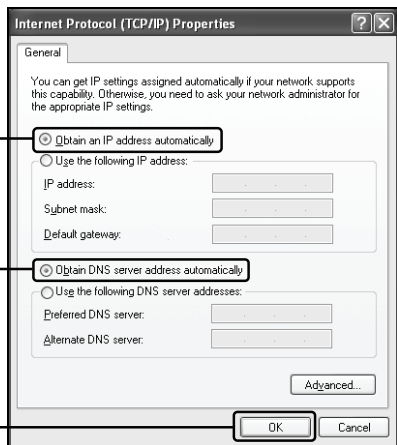 Internet Protocol (TCP/IP) Properties
General
You can get IP settings assigned automatically if your network supports
this capability. Otherwise, you need to ask your network administrator for
the appropriate IP settings.
Obtain an IP address automatically
Use the following IP address:
IP address:
Subnet mask:
Default gateway:
Obtain DNS server address automatically
Use the following DNS server addresses:
Preferred DNS server:
Alternate DNS server:
Advanced...
OK Cancel